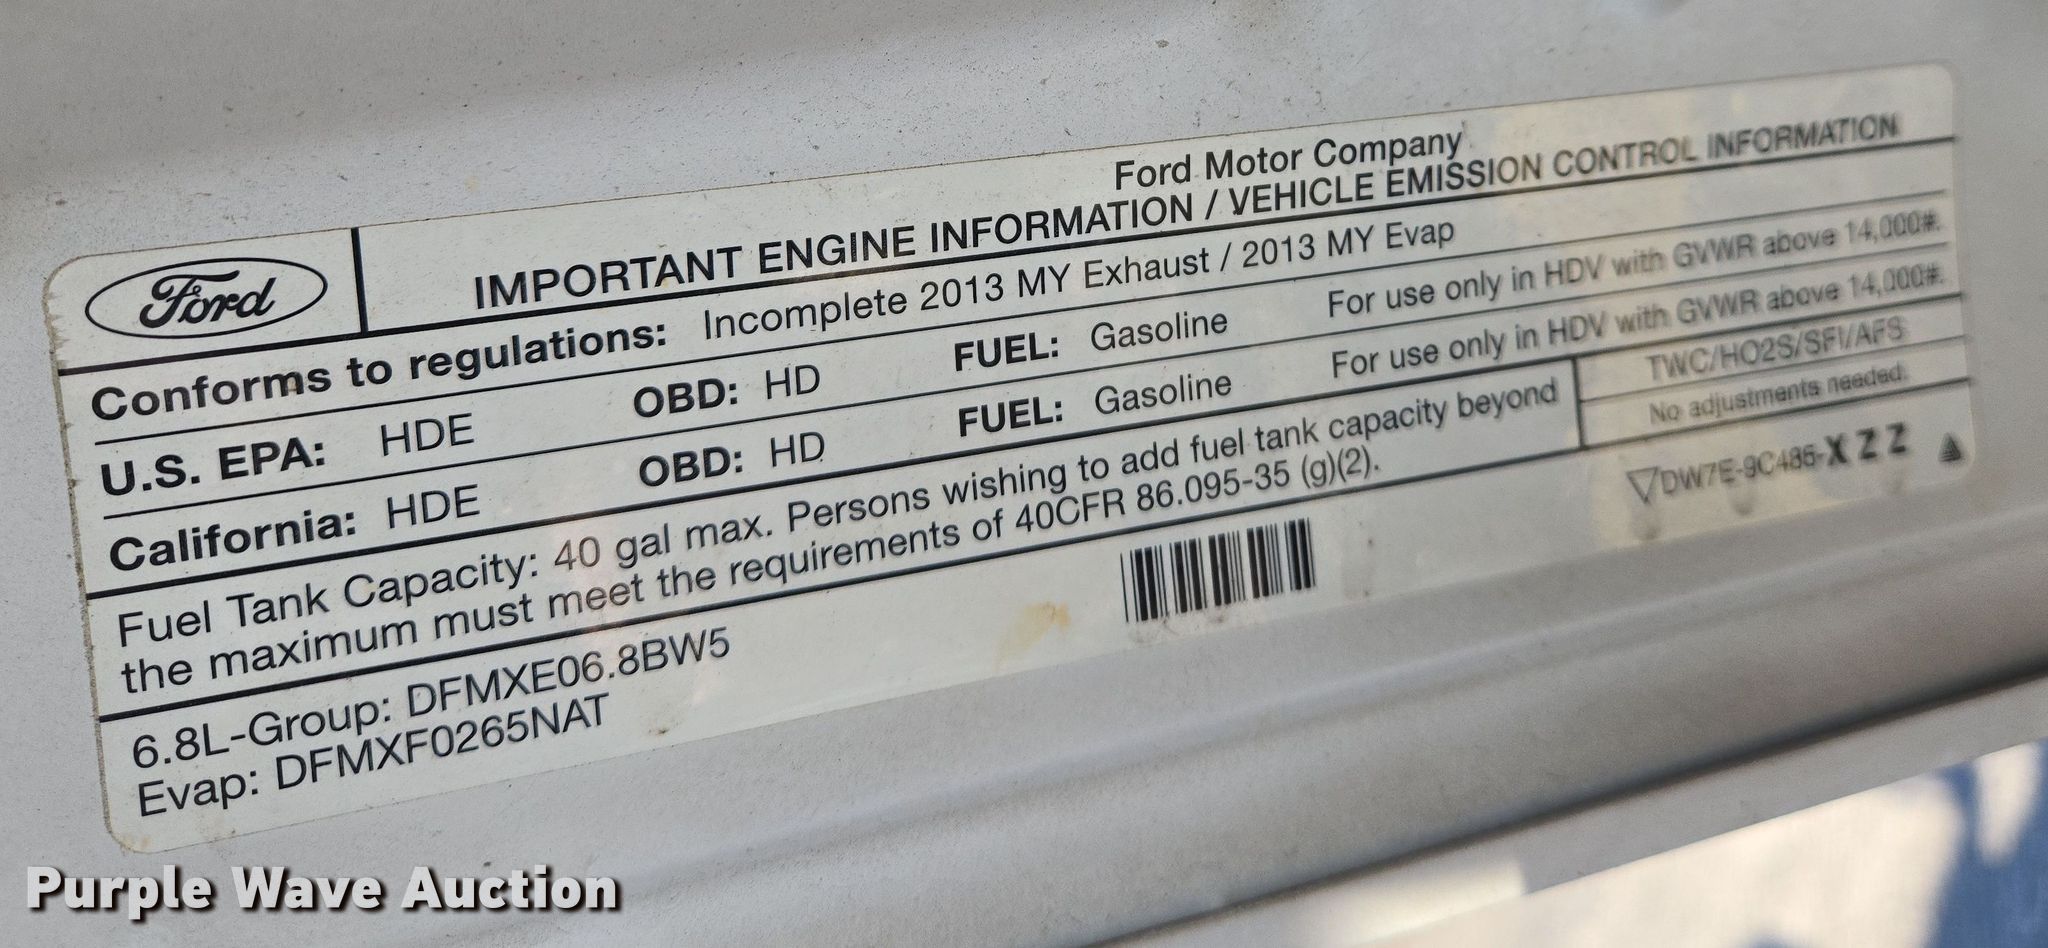 Ford
Ford Motor Company
IMPORTANT ENGINE INFORMATION / VEHICLE EMISSION CONTROL INFORMATION
Conforms to regulations: Incomplete 2013 MY Exhaust / 2013 MY Evap
U.S. EPA: HDE OBD: HD FUEL: Gasoline For use only in HDV with GVWR above 14,000#.
California: HDE OBD: HD FUEL: Gasoline For use only in HDV with GVWR above 14,000#.
Fuel Tank Capacity: 40 gal max. Persons wishing to add fuel tank capacity beyond
the maximum must meet the requirements of 40CFR 86.095-35 (g)(2).
TWC/HO2S/SFI/AFS
No adjustments needed.
6.8L-Group: DFMXE06.8BW5
Evap: DFMXF0265NAT
DW7E-9C485-XZZ
Purple Wave Auction